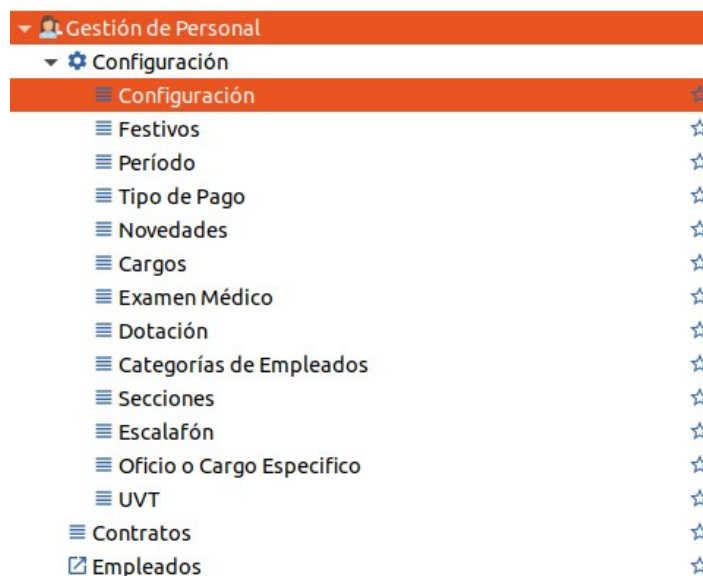 Gestión de Personal
Configuración
Configuración
Festivos
Período
Tipo de Pago
Novedades
Cargos
Examen Médico
Dotación
Categorías de Empleados
Secciones
Escalafón
Oficio o Cargo Especifico
UVT
Contratos
Empleados